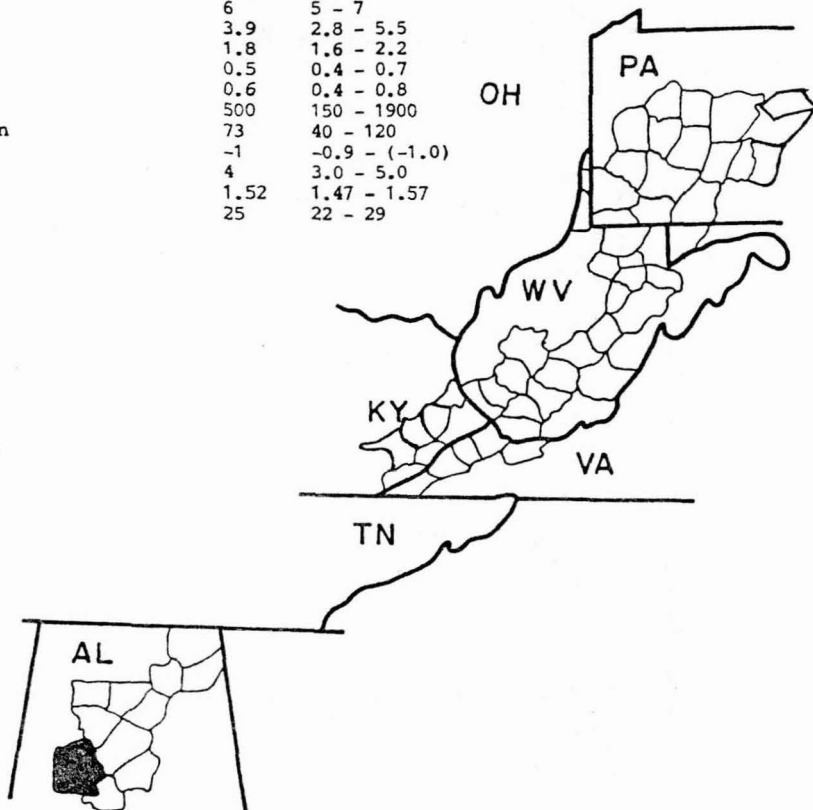 6 5 - 7
3.9 2.8 - 5.5
1.8 1.6 - 2.2
0.5 0.4 - 0.7
0.6 0.4 - 0.8
500 150 - 1900
n 73 40 - 120
-1 -0.9 - (-1.0)
4 3.0 - 5.0
1.52 1.47 - 1.57
25 22 - 29
OH
PA
WV
KY
VA
TN
AL